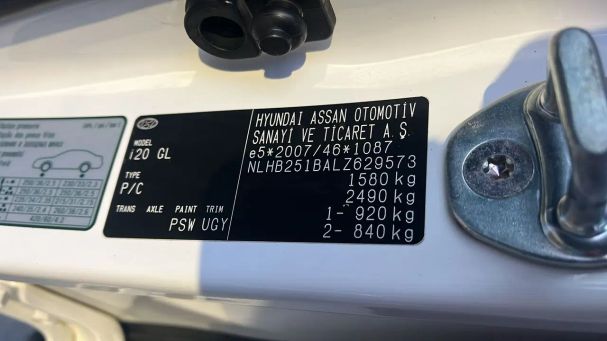 MODEL
i20 GL
TYPE
P/C
TRANS AXLE PAINT TRIM
PSW UGY
HYUNDAI ASSAN OTOMOTİV
SANAYİ VE TİCARET A.Ş.
e5*2007/46*1087
NLHB251BALZ629573
1580 kg
2490 kg
1- 920 kg
2- 840 kg